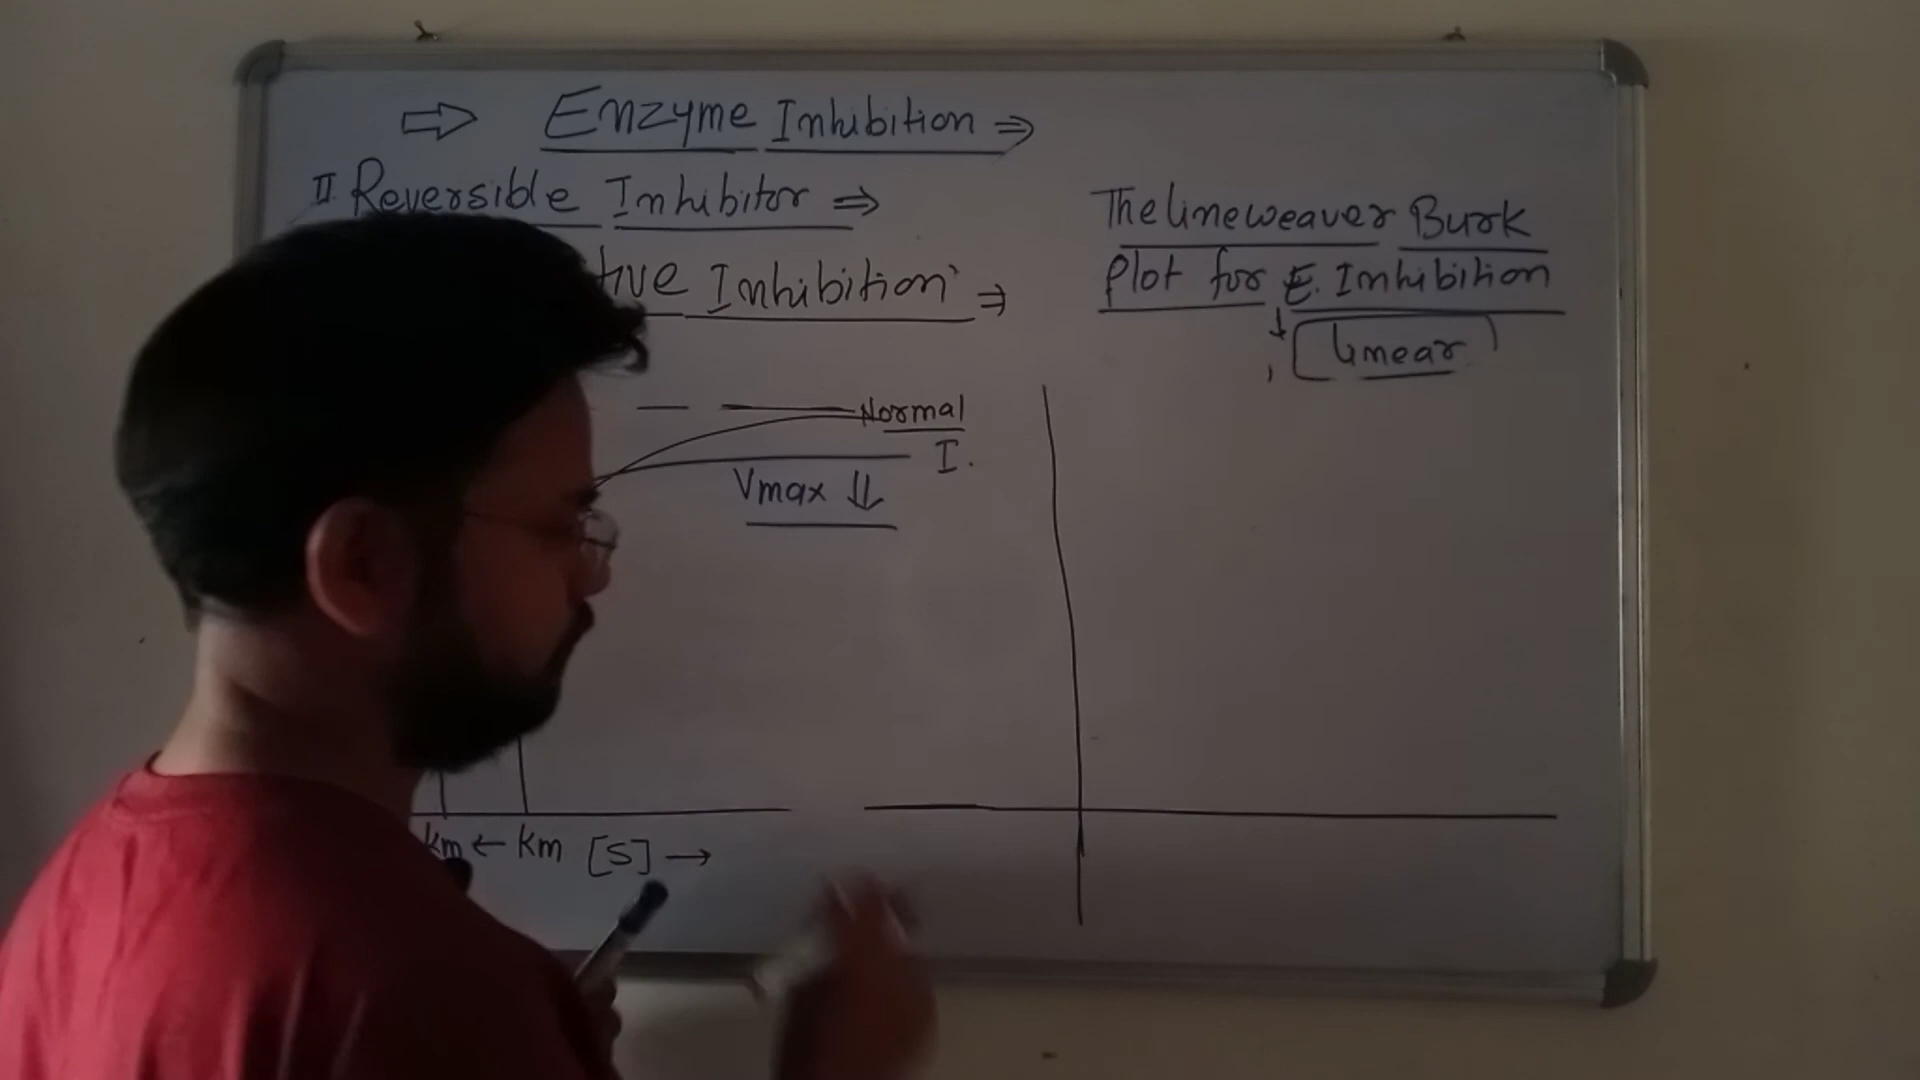 ⇨ Enzyme Inhibition ⇒
II Reversible Inhibitor ⇒
tive Inhibition ⇒
Normal
I.
Vmax ↓↓
km ← km [S] →
The lineweaver Burk
Plot for E. Inhibition
↓
linear